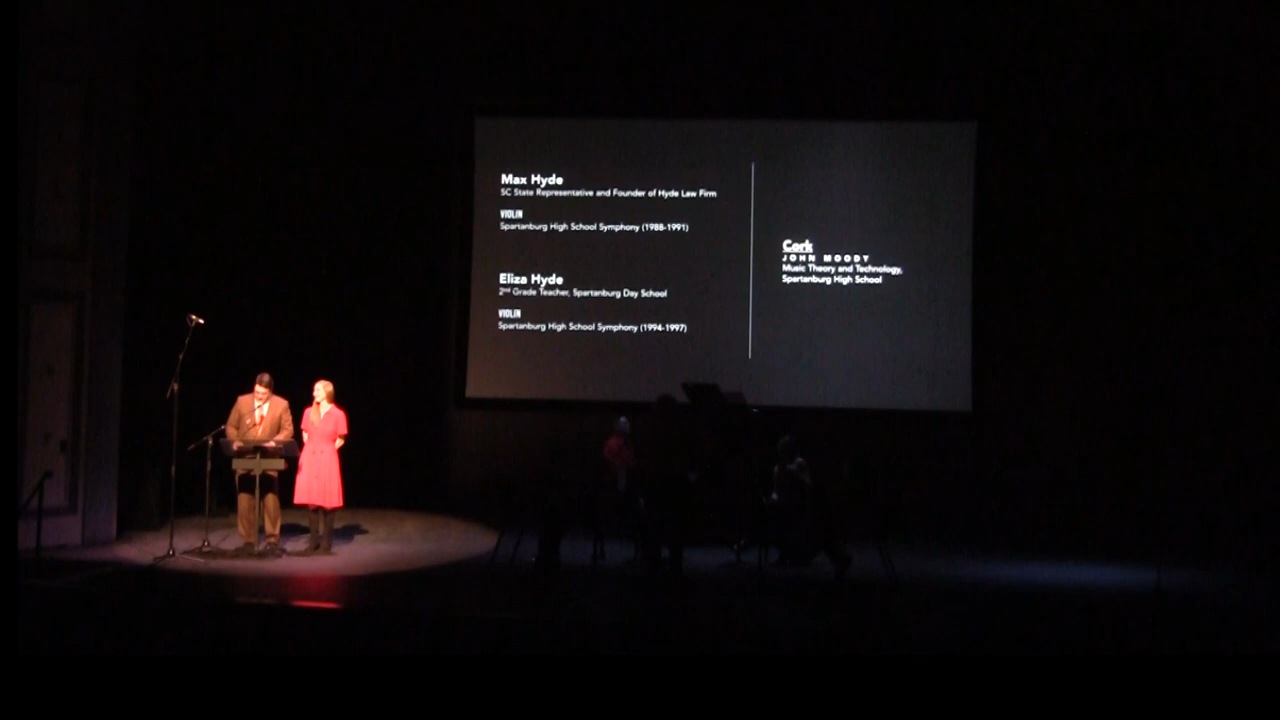 Max Hyde
SC State Representative and Founder of Hyde Law Firm
VIOLIN
Spartanburg High School Symphony (1988-1991)
Eliza Hyde
2nd Grade Teacher, Spartanburg Day School
VIOLIN
Spartanburg High School Symphony (1994-1997)
Cork
JOHN MOODY
Music Theory and Technology,
Spartanburg High School